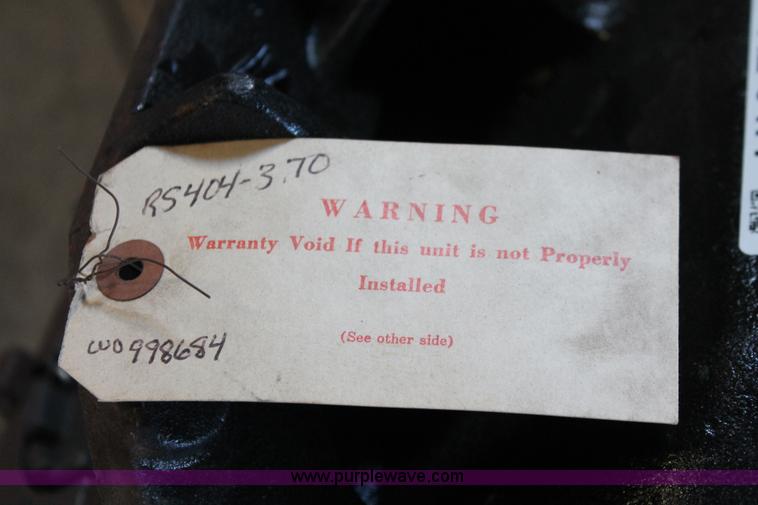 RS404-3.70
WARNING
Warranty Void If this unit is not Properly
Installed
(See other side)
WO998684
www.purplewave.com